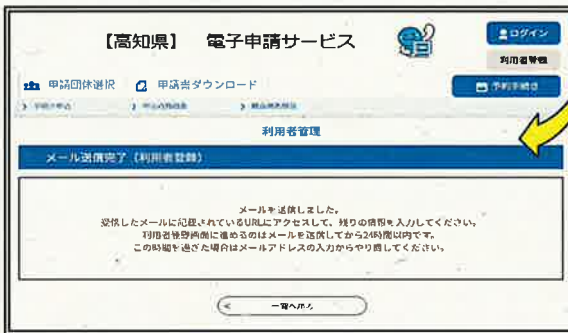 【高知県】 電子申請サービス
ログイン
利用者管理
申請団体選択
申請書ダウンロード
予約手続き
利用者管理
メール送信完了（利用者登録）
メールを送信しました。
受信したメールに記載されているURLにアクセスして、残りの情報を入力してください。
利用者登録画面に進めるのはメールを送信してから24時間以内です。
この時間を過ぎた場合はメールアドレスの入力からやり直してください。
＜ 一覧へ戻る